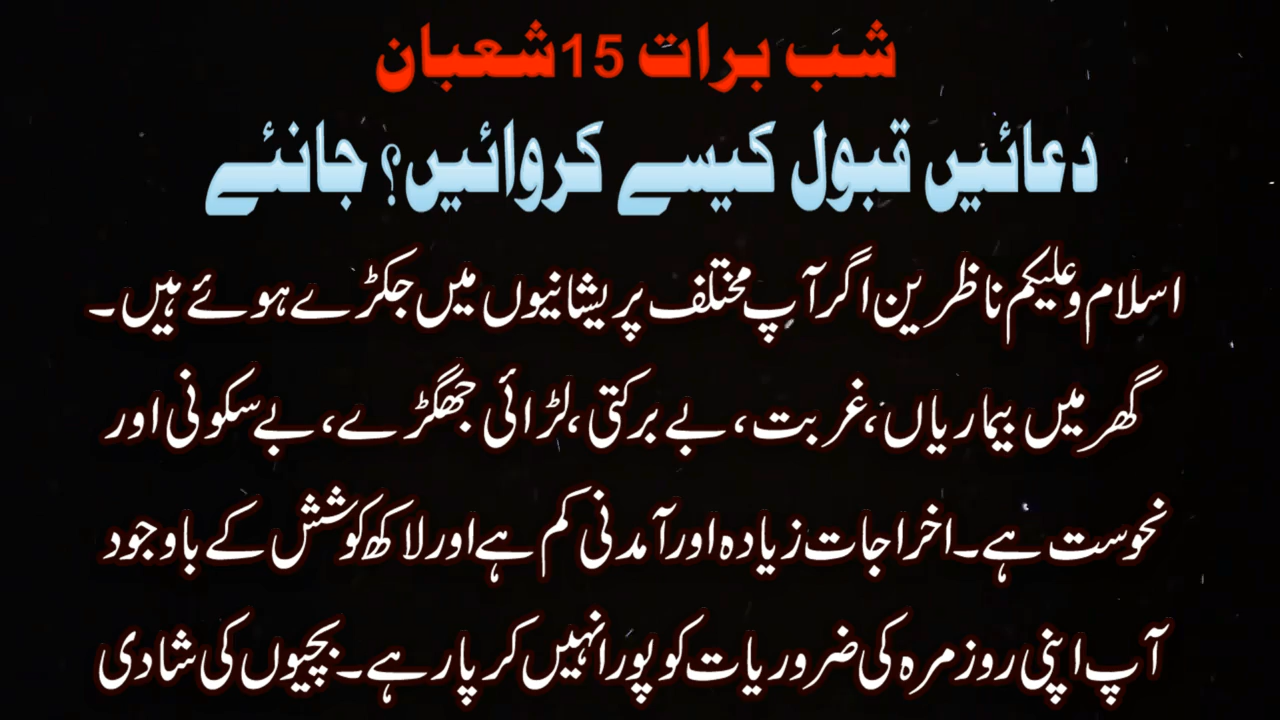 شب برات 15شعبان
دعائیں قبول کیسے کروائیں؟ جانئے
اسلام وعلیکم ناظرین اگر آپ مختلف پریشانیوں میں جکڑے ہوئے ہیں۔
گھر میں بیماریاں، غربت، بے برکتی، لڑائی جھگڑے، بے سکونی اور
نحوست ہے۔ اخراجات زیادہ اور آمدنی کم ہے اور لاکھ کوشش کے باوجود
آپ اپنی روزمرہ کی ضروریات کو پورا نہیں کر پار ہے۔ بچیوں کی شادی